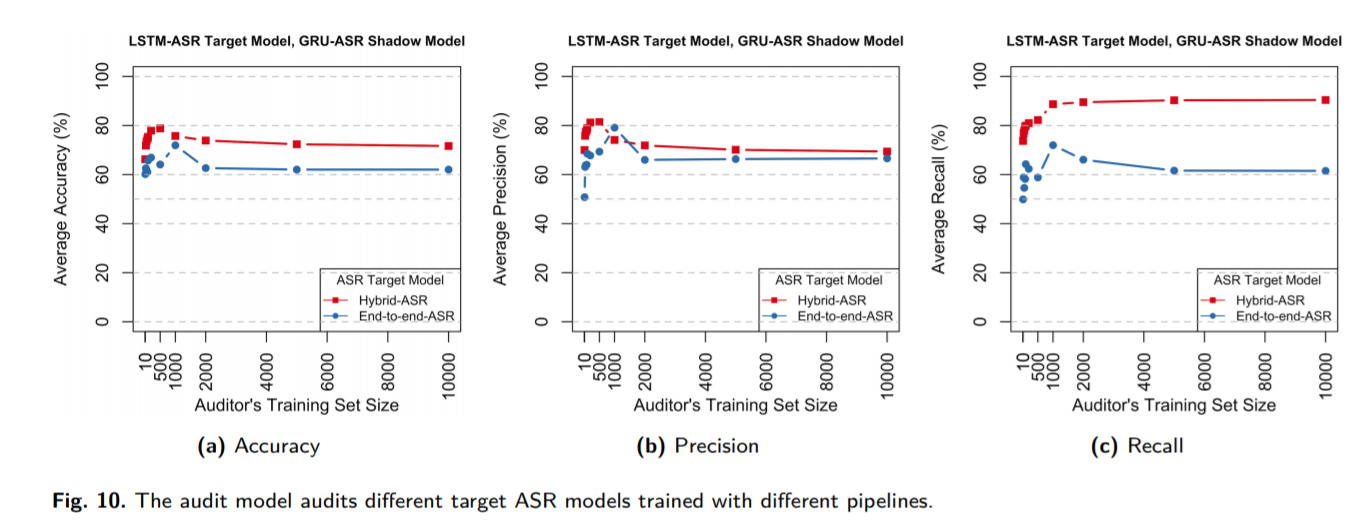 LSTM-ASR Target Model, GRU-ASR Shadow Model
Average Accuracy (%)
100
80
60
40
20
0
ASR Target Model
Hybrid-ASR
End-to-end-ASR
10
500
1000
2000
4000
6000
8000
10000
Auditor's Training Set Size
(a) Accuracy
LSTM-ASR Target Model, GRU-ASR Shadow Model
Average Precision (%)
100
80
60
40
20
0
ASR Target Model
Hybrid-ASR
End-to-end-ASR
10
500
1000
2000
4000
6000
8000
10000
Auditor's Training Set Size
(b) Precision
LSTM-ASR Target Model, GRU-ASR Shadow Model
Average Recall (%)
100
80
60
40
20
0
ASR Target Model
Hybrid-ASR
End-to-end-ASR
10
500
1000
2000
4000
6000
8000
10000
Auditor's Training Set Size
(c) Recall
Fig. 10. The audit model audits different target ASR models trained with different pipelines.